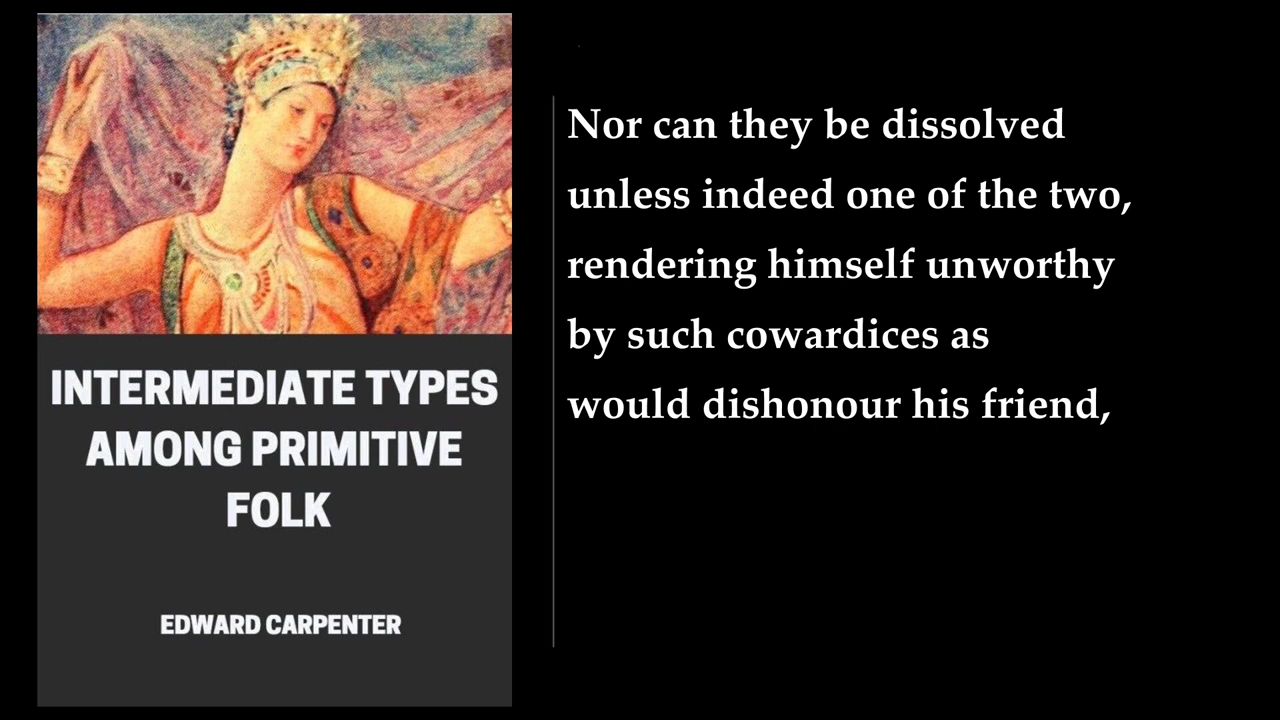 INTERMEDIATE TYPES
AMONG PRIMITIVE
FOLK
EDWARD CARPENTER
Nor can they be dissolved
unless indeed one of the two,
rendering himself unworthy
by such cowardices as
would dishonour his friend,